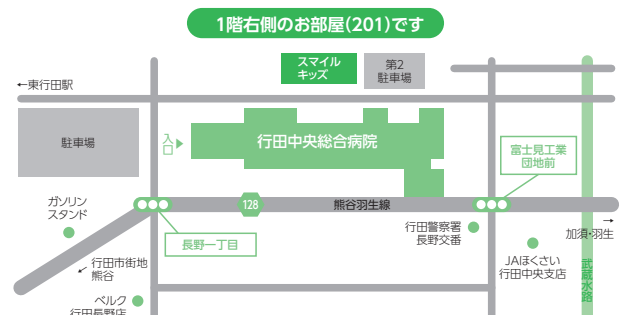 1階右側のお部屋(201)です
スマイル
キッズ
第2
駐車場
←東行田駅
駐車場
入口
行田中央総合病院
富士見工業
団地前
ガソリン
スタンド
128
熊谷羽生線
長野一丁目
行田警察署
長野交番
→
加須・羽生
行田市街地
熊谷
JAほくさい
行田中央支店
武蔵水路
ベルク
行田長野店